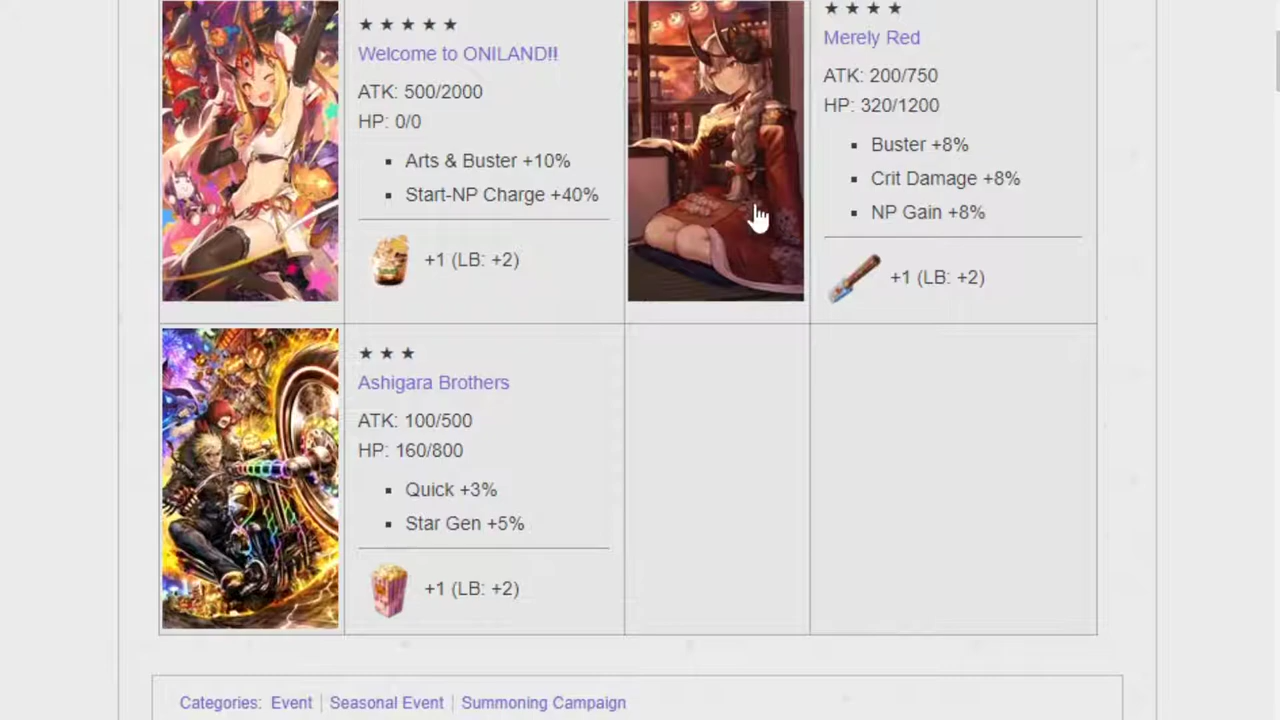 ★ ★ ★ ★ ★
Welcome to ONILAND!!
ATK: 500/2000
HP: 0/0
▪ Arts & Buster +10%
▪ Start-NP Charge +40%
+1 (LB: +2)
★ ★ ★ ★
Merely Red
ATK: 200/750
HP: 320/1200
▪ Buster +8%
▪ Crit Damage +8%
▪ NP Gain +8%
+1 (LB: +2)
★ ★ ★
Ashigara Brothers
ATK: 100/500
HP: 160/800
▪ Quick +3%
▪ Star Gen +5%
+1 (LB: +2)
Categories: Event | Seasonal Event | Summoning Campaign